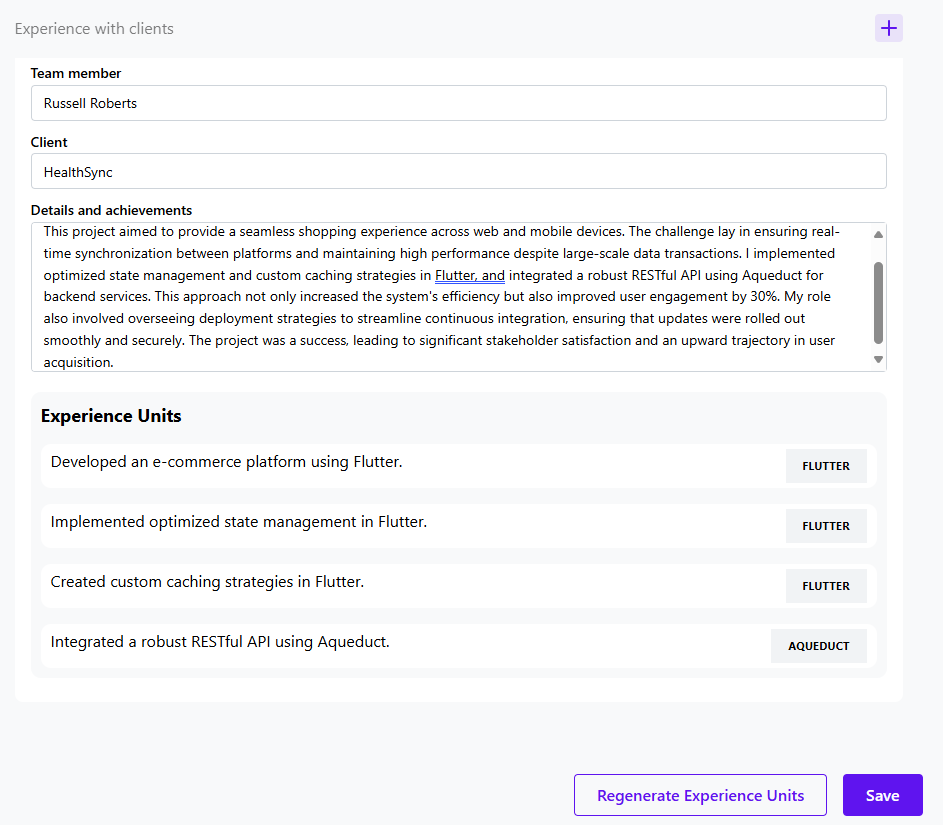 Experience with clients
Team member
Russell Roberts
Client
HealthSync
Details and achievements
This project aimed to provide a seamless shopping experience across web and mobile devices. The challenge lay in ensuring real-
time synchronization between platforms and maintaining high performance despite large-scale data transactions. I implemented
optimized state management and custom caching strategies in Flutter, and integrated a robust RESTful API using Aqueduct for
backend services. This approach not only increased the system's efficiency but also improved user engagement by 30%. My role
also involved overseeing deployment strategies to streamline continuous integration, ensuring that updates were rolled out
smoothly and securely. The project was a success, leading to significant stakeholder satisfaction and an upward trajectory in user
acquisition.
Experience Units
Developed an e-commerce platform using Flutter.
FLUTTER
Implemented optimized state management in Flutter.
FLUTTER
Created custom caching strategies in Flutter.
FLUTTER
Integrated a robust RESTful API using Aqueduct.
AQUEDUCT
Regenerate Experience Units
Save